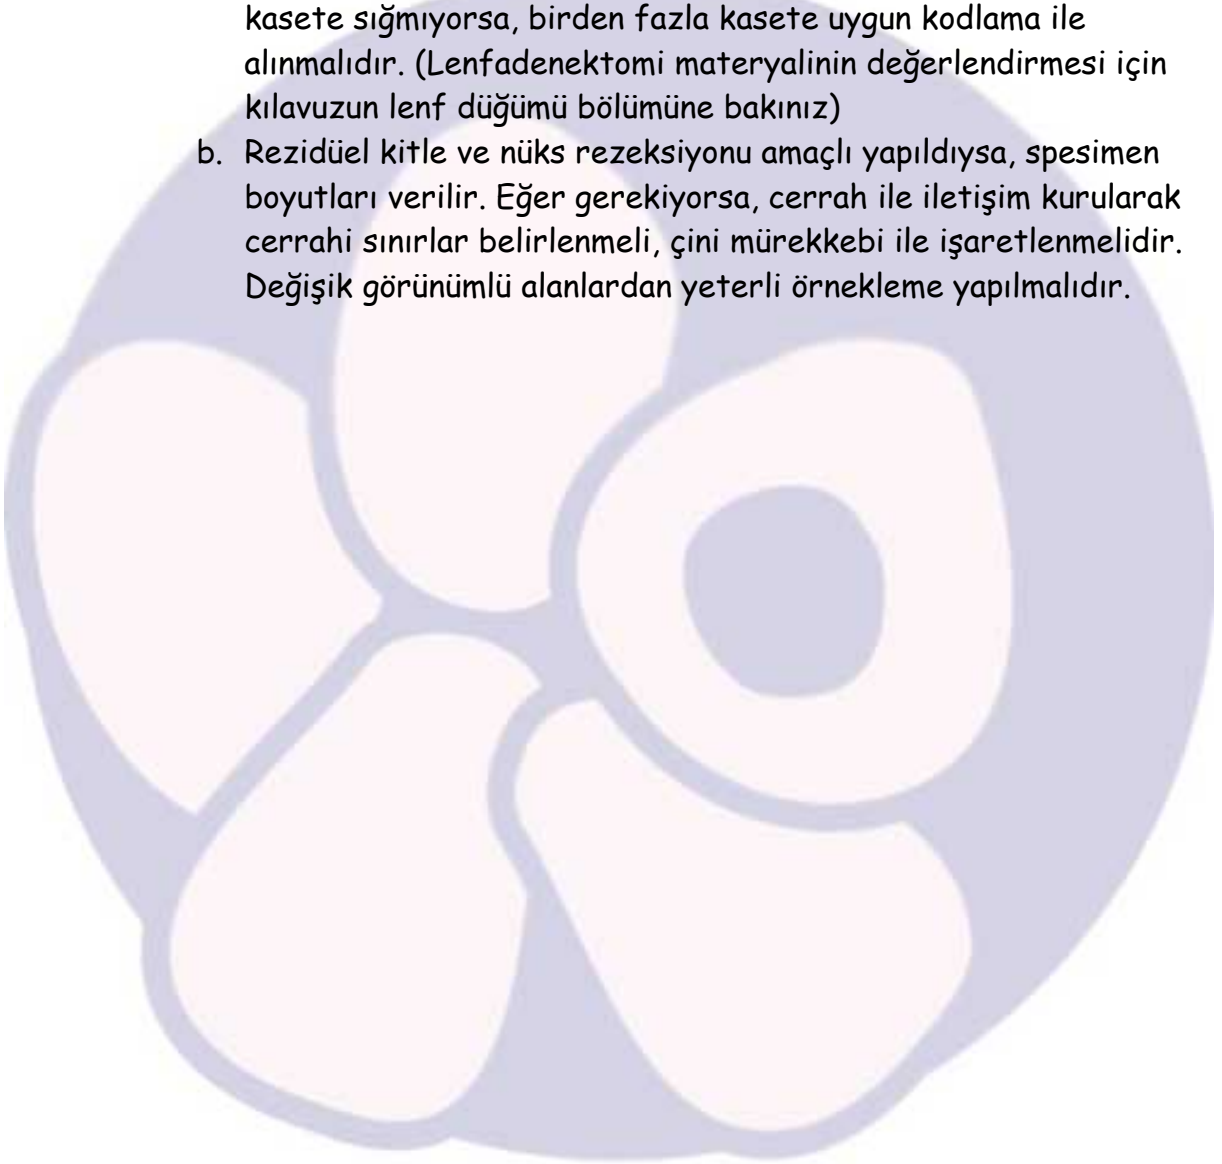 kasete sığmıyorsa, birden fazla kasete uygun kodlama ile
alınmalıdır. (Lenfadenektomi materyalinin değerlendirmesi için
kılavuzun lenf düğümü bölümüne bakınız)
b. Rezidüel kitle ve nüks rezeksiyonu amaçlı yapıldıysa, spesimen
boyutları verilir. Eğer gerekiyorsa, cerrah ile iletişim kurularak
cerrahi sınırlar belirlenmeli, çini mürekkebi ile işaretlenmelidir.
Değişik görünümlü alanlardan yeterli örnekleme yapılmalıdır.